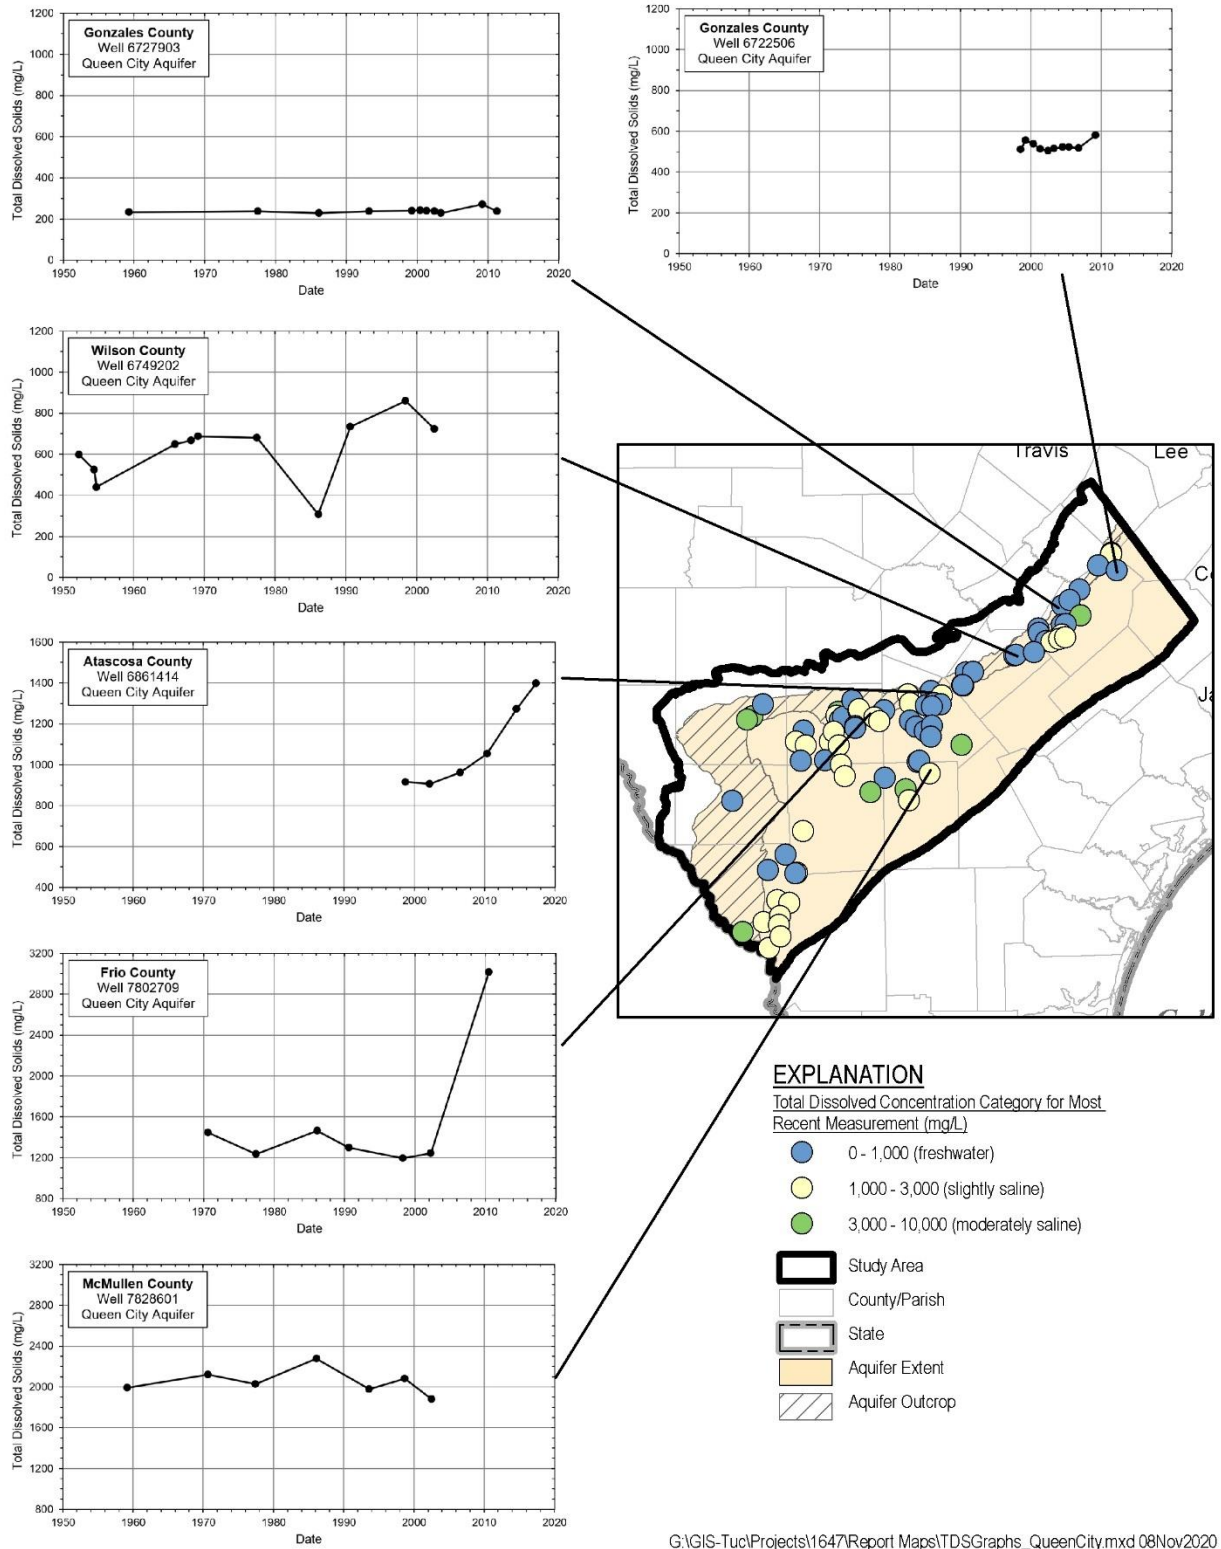 Gonzales County
Well 6727903
Queen City Aquifer
Total Dissolved Solids (mg/L)
1200
1000
800
600
400
200
0
1950 1960 1970 1980 1990 2000 2010 2020
Date
Gonzales County
Well 6722506
Queen City Aquifer
Total Dissolved Solids (mg/L)
1200
1000
800
600
400
200
0
1950 1960 1970 1980 1990 2000 2010 2020
Date
Wilson County
Well 6749202
Queen City Aquifer
Total Dissolved Solids (mg/L)
1200
1000
800
600
400
200
0
1950 1960 1970 1980 1990 2000 2010 2020
Date
Atascosa County
Well 6861414
Queen City Aquifer
Total Dissolved Solids (mg/L)
1600
1400
1200
1000
800
600
400
1950 1960 1970 1980 1990 2000 2010 2020
Date
Frio County
Well 7802709
Queen City Aquifer
Total Dissolved Solids (mg/L)
3200
2800
2400
2000
1600
1200
800
1950 1960 1970 1980 1990 2000 2010 2020
Date
McMullen County
Well 7828601
Queen City Aquifer
Total Dissolved Solids (mg/L)
3200
2800
2400
2000
1600
1200
800
1950 1960 1970 1980 1990 2000 2010 2020
Date
Travis Lee
EXPLANATION
Total Dissolved Concentration Category for Most
Recent Measurement (mg/L)
0 - 1,000 (freshwater)
1,000 - 3,000 (slightly saline)
3,000 - 10,000 (moderately saline)
Study Area
County/Parish
State
Aquifer Extent
Aquifer Outcrop
G:\GIS-Tuc\Projects\1647\Report Maps\TDSGraphs_QueenCity.mxd 08Nov2020